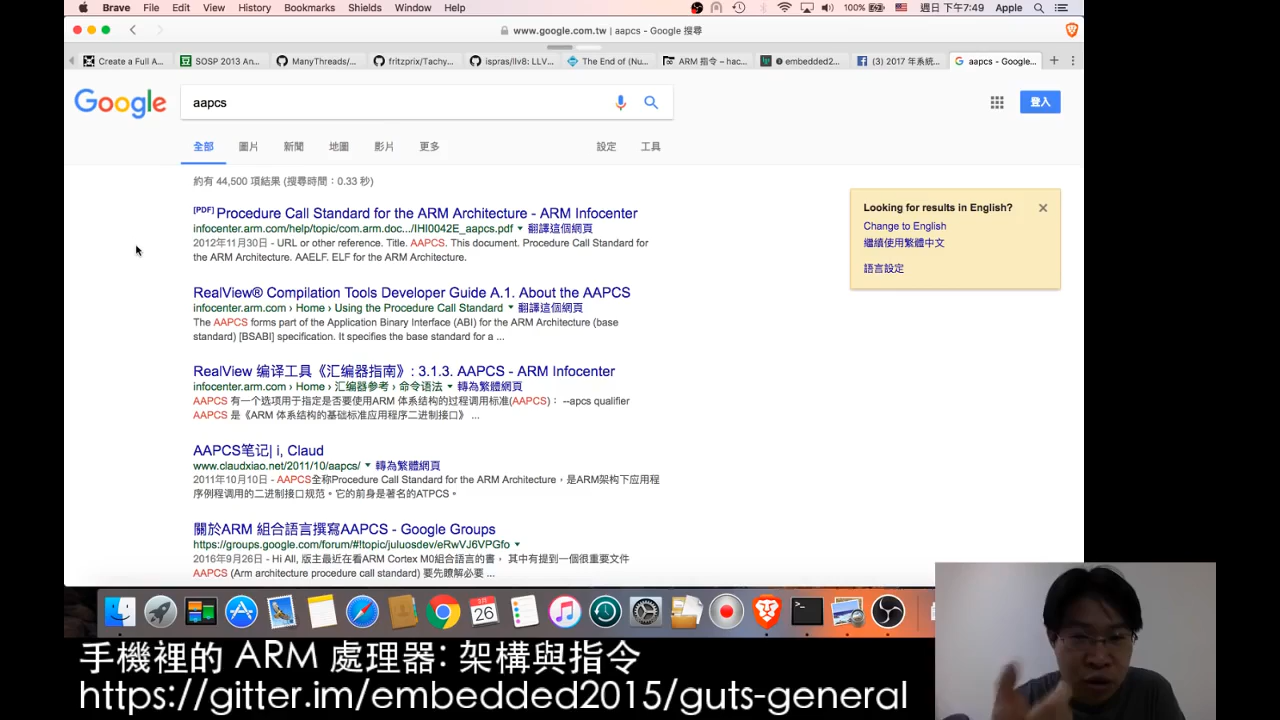 Brave File Edit View History Bookmarks Shields Window Help 100% 週日 下午7:49 Apple
www.google.com.tw | aapcs - Google 搜尋
Create a Full A... SOSP 2013 An... ManyThreads/... fritzprix/Tachy... ispras/llv8: LLV... The End of (Nu... ARM 指令 – hac... embedded2... (3) 2017 年系統... aapcs - Google...
Google aapcs 登入
全部 圖片 新聞 地圖 影片 更多 設定 工具
約有 44,500 項結果 (搜尋時間：0.33 秒)
[PDF] Procedure Call Standard for the ARM Architecture - ARM Infocenter
infocenter.arm.com/help/topic/com.arm.doc.../IHI0042E_aapcs.pdf 翻譯這個網頁
2012年11月30日 - URL or other reference. Title. AAPCS. This document. Procedure Call Standard for
the ARM Architecture. AAELF. ELF for the ARM Architecture.
RealView® Compilation Tools Developer Guide A.1. About the AAPCS
infocenter.arm.com › Home › Using the Procedure Call Standard 翻譯這個網頁
The AAPCS forms part of the Application Binary Interface (ABI) for the ARM Architecture (base
standard) [BSABI] specification. It specifies the base standard for a ...
RealView 编译工具《汇编器指南》: 3.1.3. AAPCS - ARM Infocenter
infocenter.arm.com › Home › 汇编器参考 › 命令语法 轉為繁體網頁
AAPCS 有一个选项用于指定是否要使用ARM 体系结构的过程调用标准(AAPCS)： --apcs qualifier
AAPCS 是《ARM 体系结构的基础标准应用程序二进制接口》 ...
AAPCS笔记| i, Claud
www.claudxiao.net/2011/10/aapcs/ 轉為繁體網頁
2011年10月10日 - AAPCS全称Procedure Call Standard for the ARM Architecture，是ARM架构下应用程
序例程调用的二进制接口规范。它的前身是著名的ATPCS。
關於ARM 組合語言撰寫AAPCS - Google Groups
https://groups.google.com/forum/#!topic/juluosdev/eRwVJ6VPGfo
2016年9月26日 - Hi All, 版主最近在看ARM Cortex M0組合語言的書， 其中有提到一個很重要文件
AAPCS (Arm architecture procedure call standard) 要先瞭解必要 ...
Looking for results in English?
Change to English
繼續使用繁體中文
語言設定
26
手機裡的 ARM 處理器: 架構與指令
https://gitter.im/embedded2015/guts-general